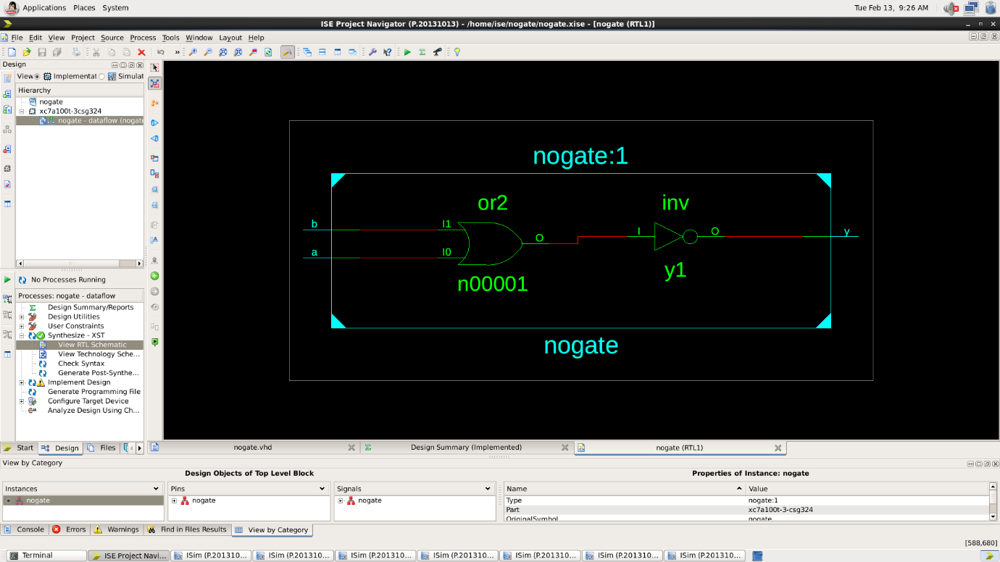 Applications Places System Tue Feb 13, 9:26 AM
ISE Project Navigator (P.20131013) - /home/ise/nogate/nogate.xise - [nogate (RTL1)]
File Edit View Project Source Process Tools Window Layout Help
»
Design
View Implementat Simulat
Hierarchy
nogate
xc7a100t-3csg324
nogate - dataflow (nogate
No Processes Running
Processes: nogate - dataflow
Design Summary/Reports
Design Utilities
User Constraints
Synthesize - XST
View RTL Schematic
View Technology Sche...
Check Syntax
Generate Post-Synthe...
Implement Design
Generate Programming File
Configure Target Device
Analyze Design Using Ch...
Start Design Files
nogate:1
or2 inv
b I1
a I0
O I O y
n00001 y1
nogate
nogate.vhd Design Summary (Implemented) nogate (RTL1)
View by Category
Design Objects of Top Level Block Properties of Instance: nogate
Instances Pins Signals Name Value
nogate nogate nogate Type nogate:1
Part xc7a100t-3-csg324
OriginalSymbol nogate
Console Errors Warnings Find in Files Results View by Category
[588,680]
Terminal ISE Project Navi... ISim (P.201310... ISim (P.201310... ISim (P.201310... ISim (P.201310... ISim (P.201310... ISim (P.201310... ISim (P.201310...